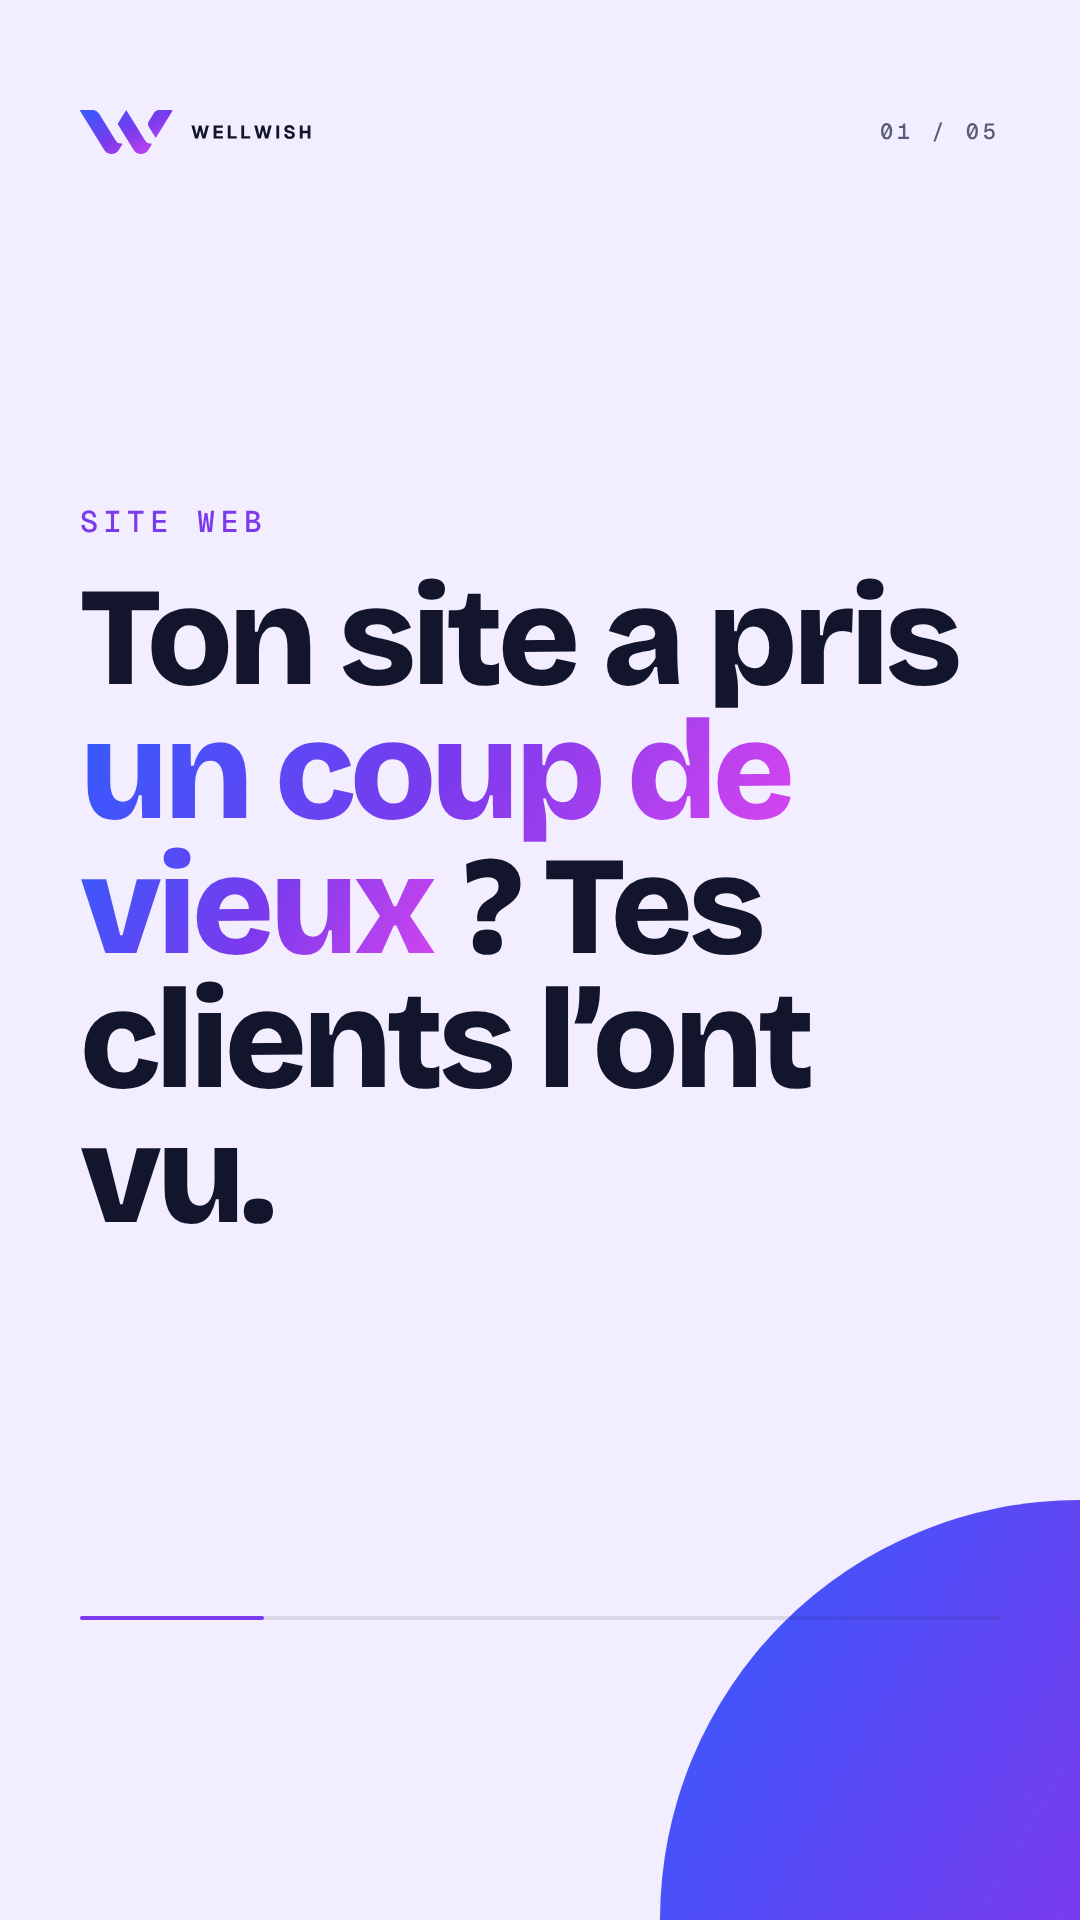 WELLWISH
01 / 05
SITE WEB
Ton site a pris
un coup de
vieux ? Tes
clients l’ont
vu.